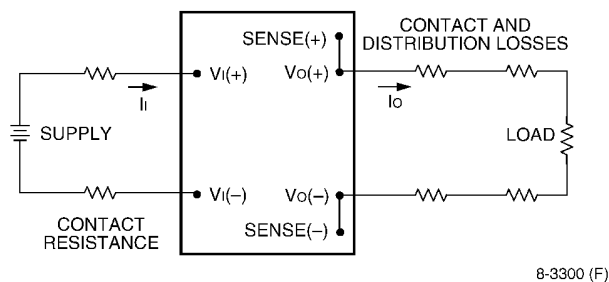 CONTACT AND
DISTRIBUTION LOSSES
SENSE(+)
VI(+)
VO(+)
II
IO
SUPPLY
LOAD
VI(–)
VO(–)
CONTACT
RESISTANCE
SENSE(–)
8-3300 (F)